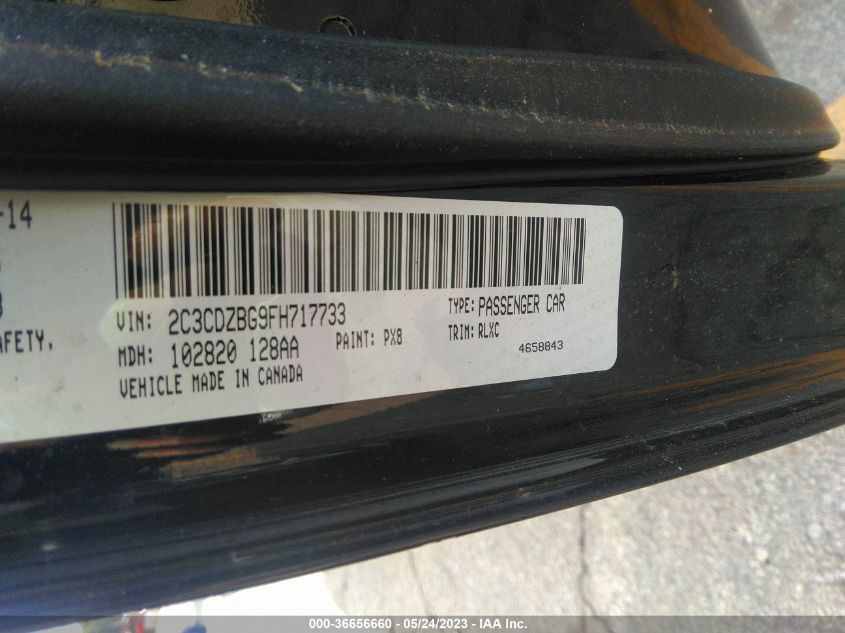 -14
VIN: 2C3CDZBG9FH717733
TYPE: PASSENGER CAR
AFETY,
MDH: 102820 128AA
PAINT: PX8
TRIM: RLXC
4658843
VEHICLE MADE IN CANADA
000-36656660 - 05/24/2023 - IAA Inc.